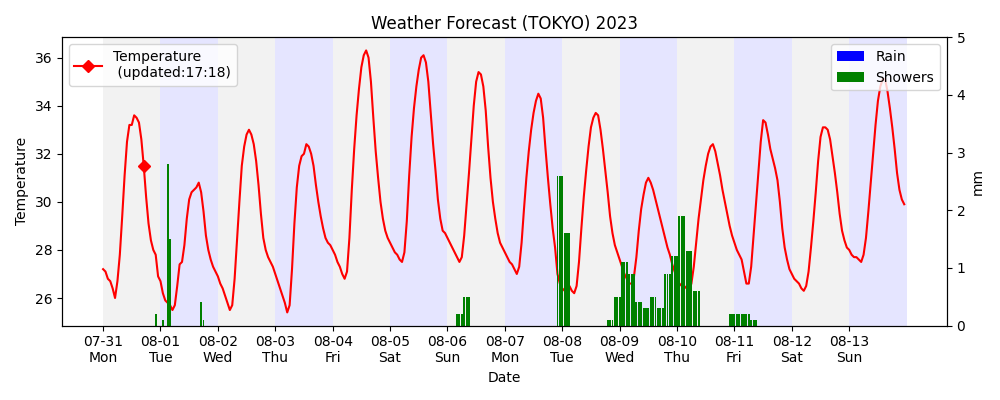 Weather Forecast (TOKYO) 2023
Temperature
(updated:17:18)
Rain
Showers
Temperature
36
34
32
30
28
26
5
4
3
2
1
0
mm
07-31 08-01 08-02 08-03 08-04 08-05 08-06 08-07 08-08 08-09 08-10 08-11 08-12 08-13
Mon Tue Wed Thu Fri Sat Sun Mon Tue Wed Thu Fri Sat Sun
Date